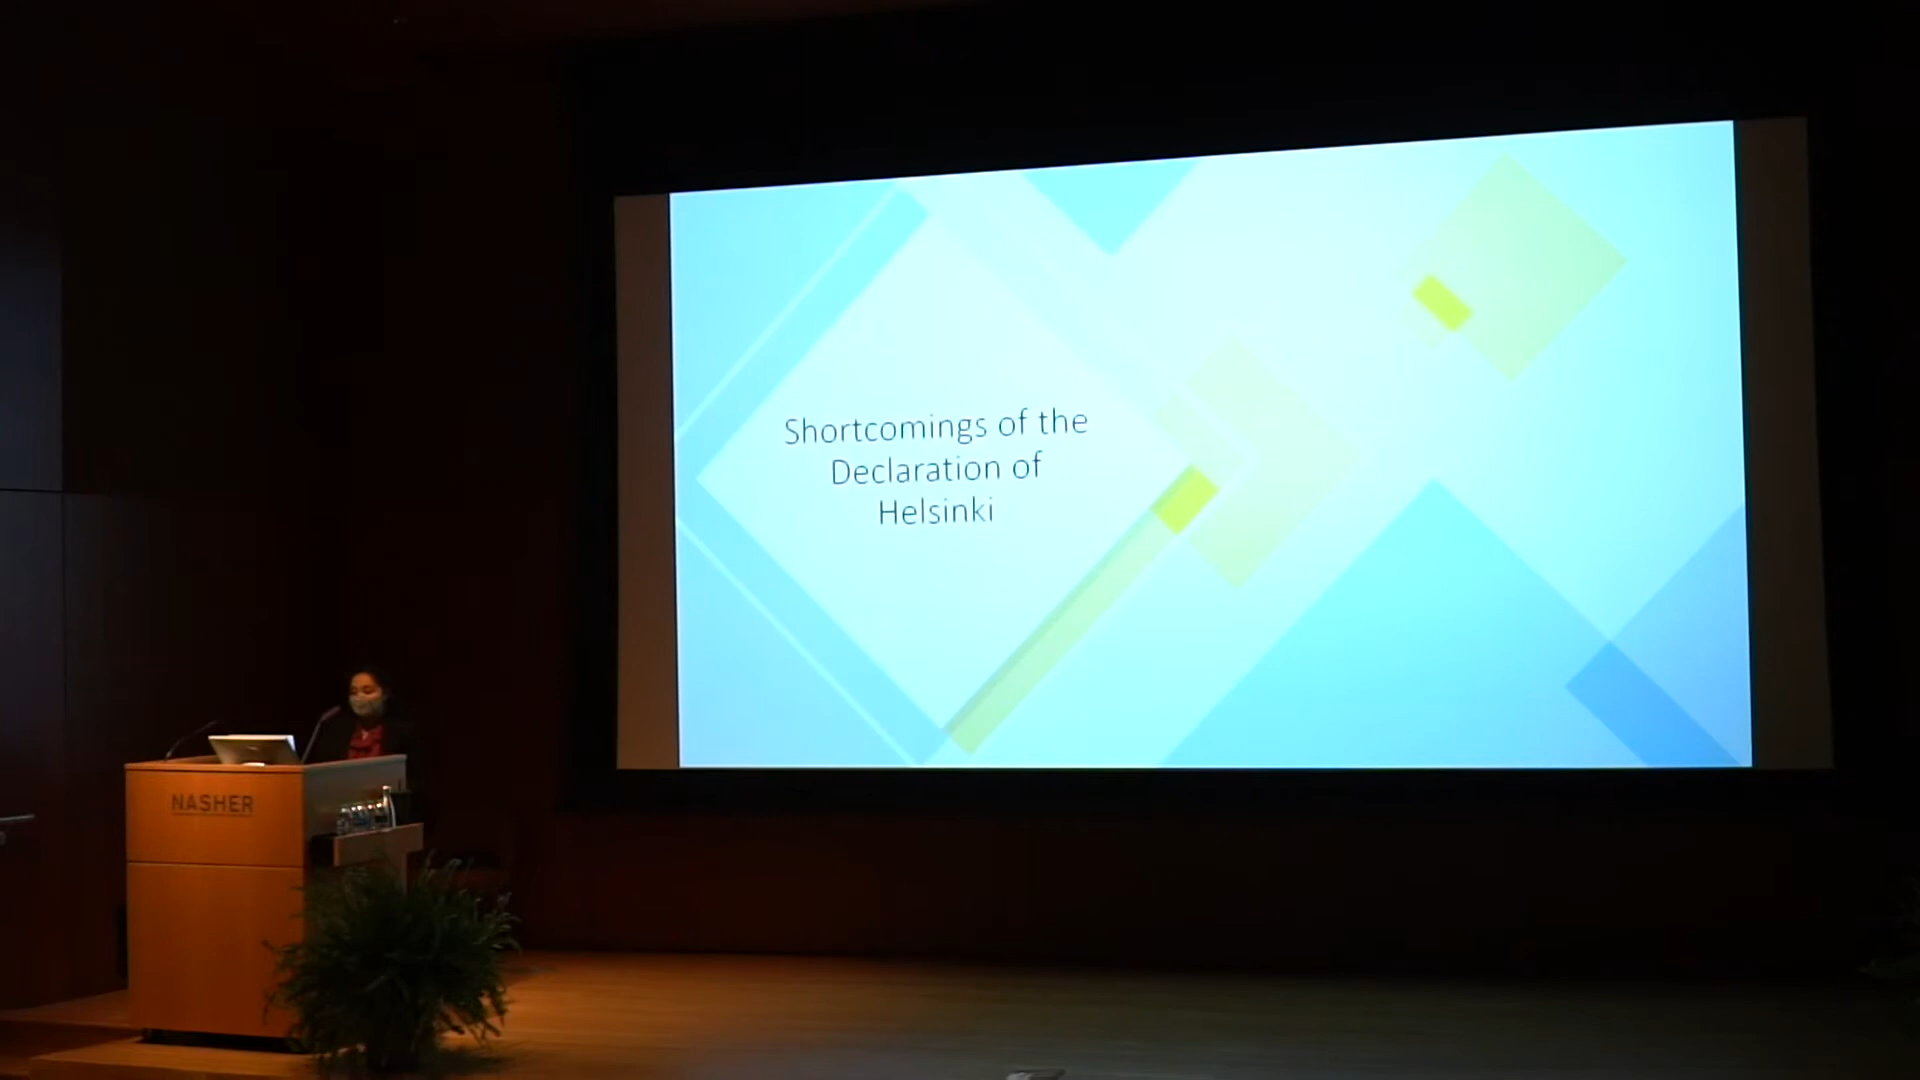 Shortcomings of the
Declaration of
Helsinki
NASHER